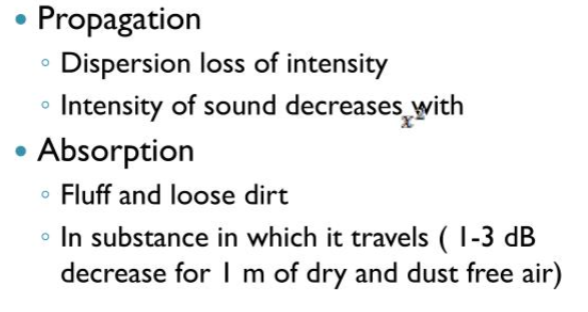 • Propagation
◦ Dispersion loss of intensity
◦ Intensity of sound decreases with x²
• Absorption
◦ Fluff and loose dirt
◦ In substance in which it travels ( 1-3 dB
decrease for 1 m of dry and dust free air)